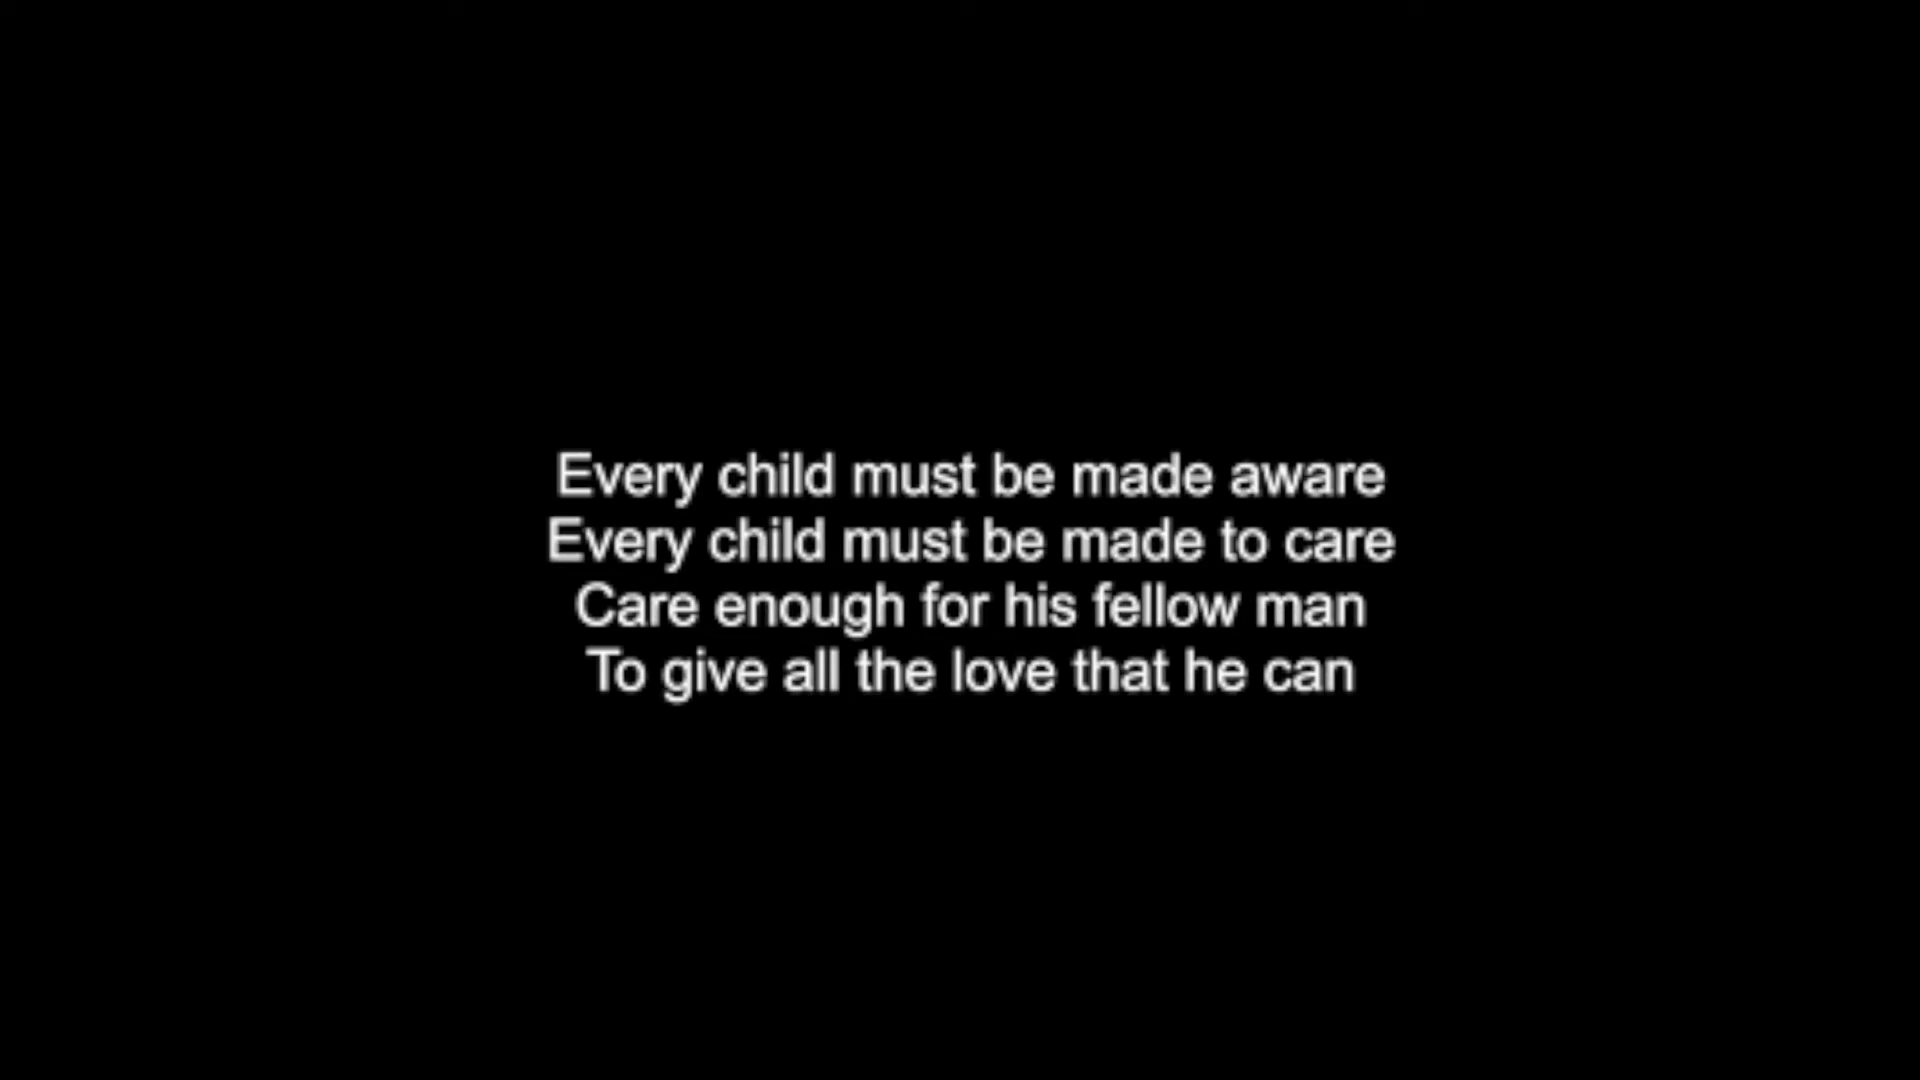 Every child must be made aware
Every child must be made to care
Care enough for his fellow man
To give all the love that he can